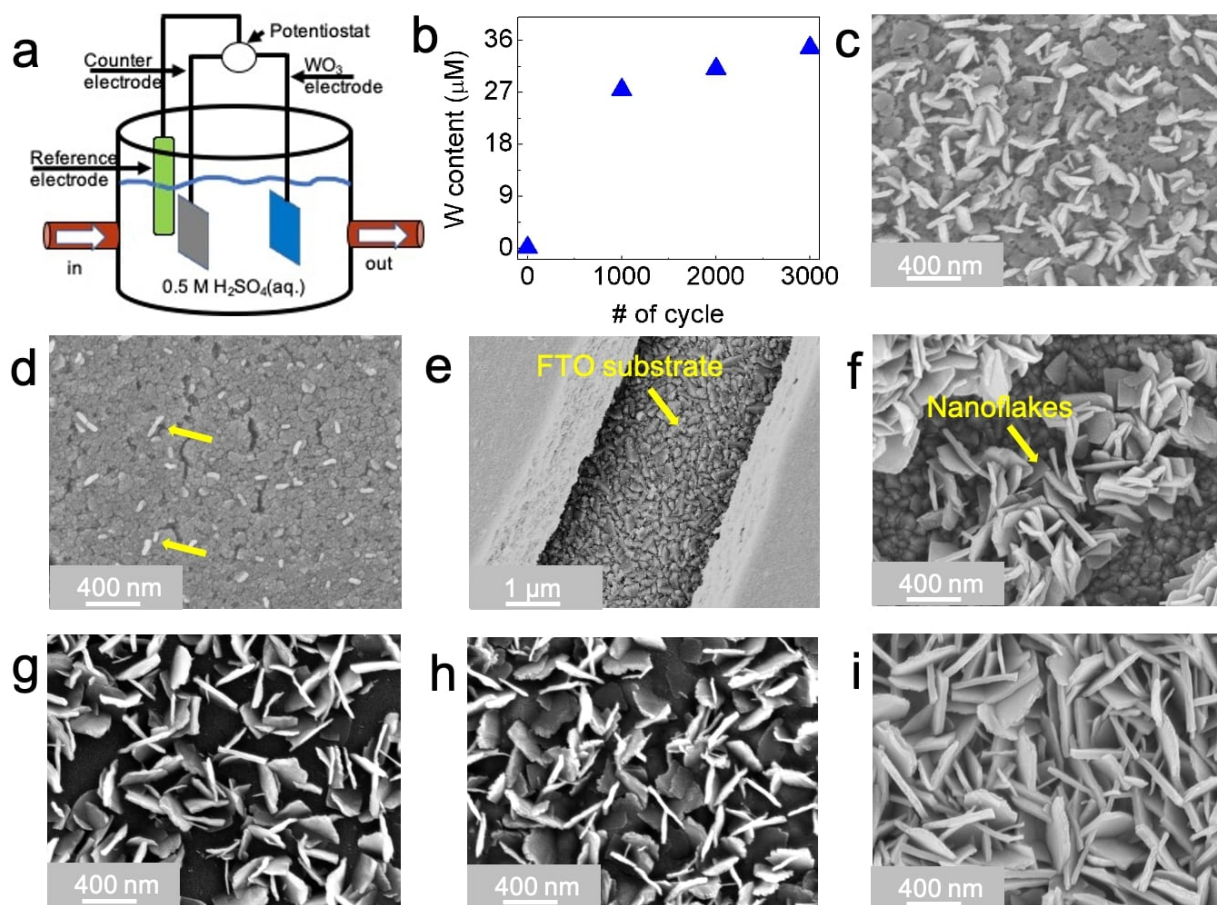 a
Potentiostat
Counter
electrode
WO₃
electrode
Reference
electrode
in
out
0.5 M H₂SO₄(aq.)
b
W content (μM)
36
27
18
9
0
0 1000 2000 3000
# of cycle
c
400 nm
d
400 nm
e
FTO substrate
1 μm
f
Nanoflakes
400 nm
g
400 nm
h
400 nm
i
400 nm